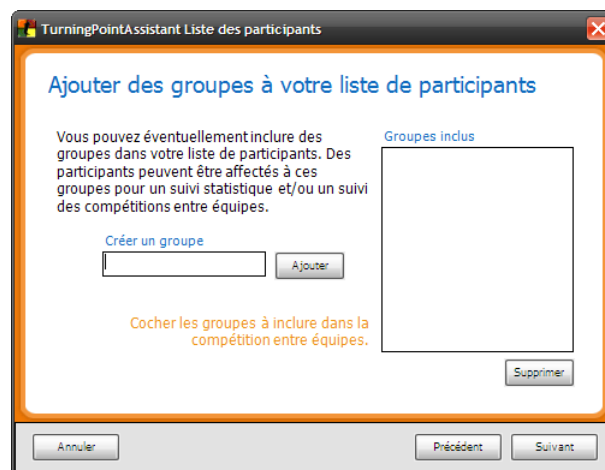 TurningPointAssistant Liste des participants
Ajouter des groupes à votre liste de participants
Vous pouvez éventuellement inclure des
groupes dans votre liste de participants. Des
participants peuvent être affectés à ces
groupes pour un suivi statistique et/ou un suivi
des compétitions entre équipes.
Groupes inclus
Créer un groupe
Ajouter
Cocher les groupes à inclure dans la
compétition entre équipes.
Supprimer
Annuler
Précédent
Suivant